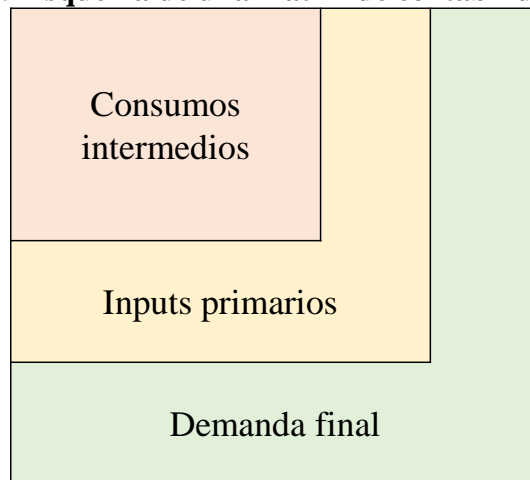 Consumos
intermedios
Inputs primarios
Demanda final